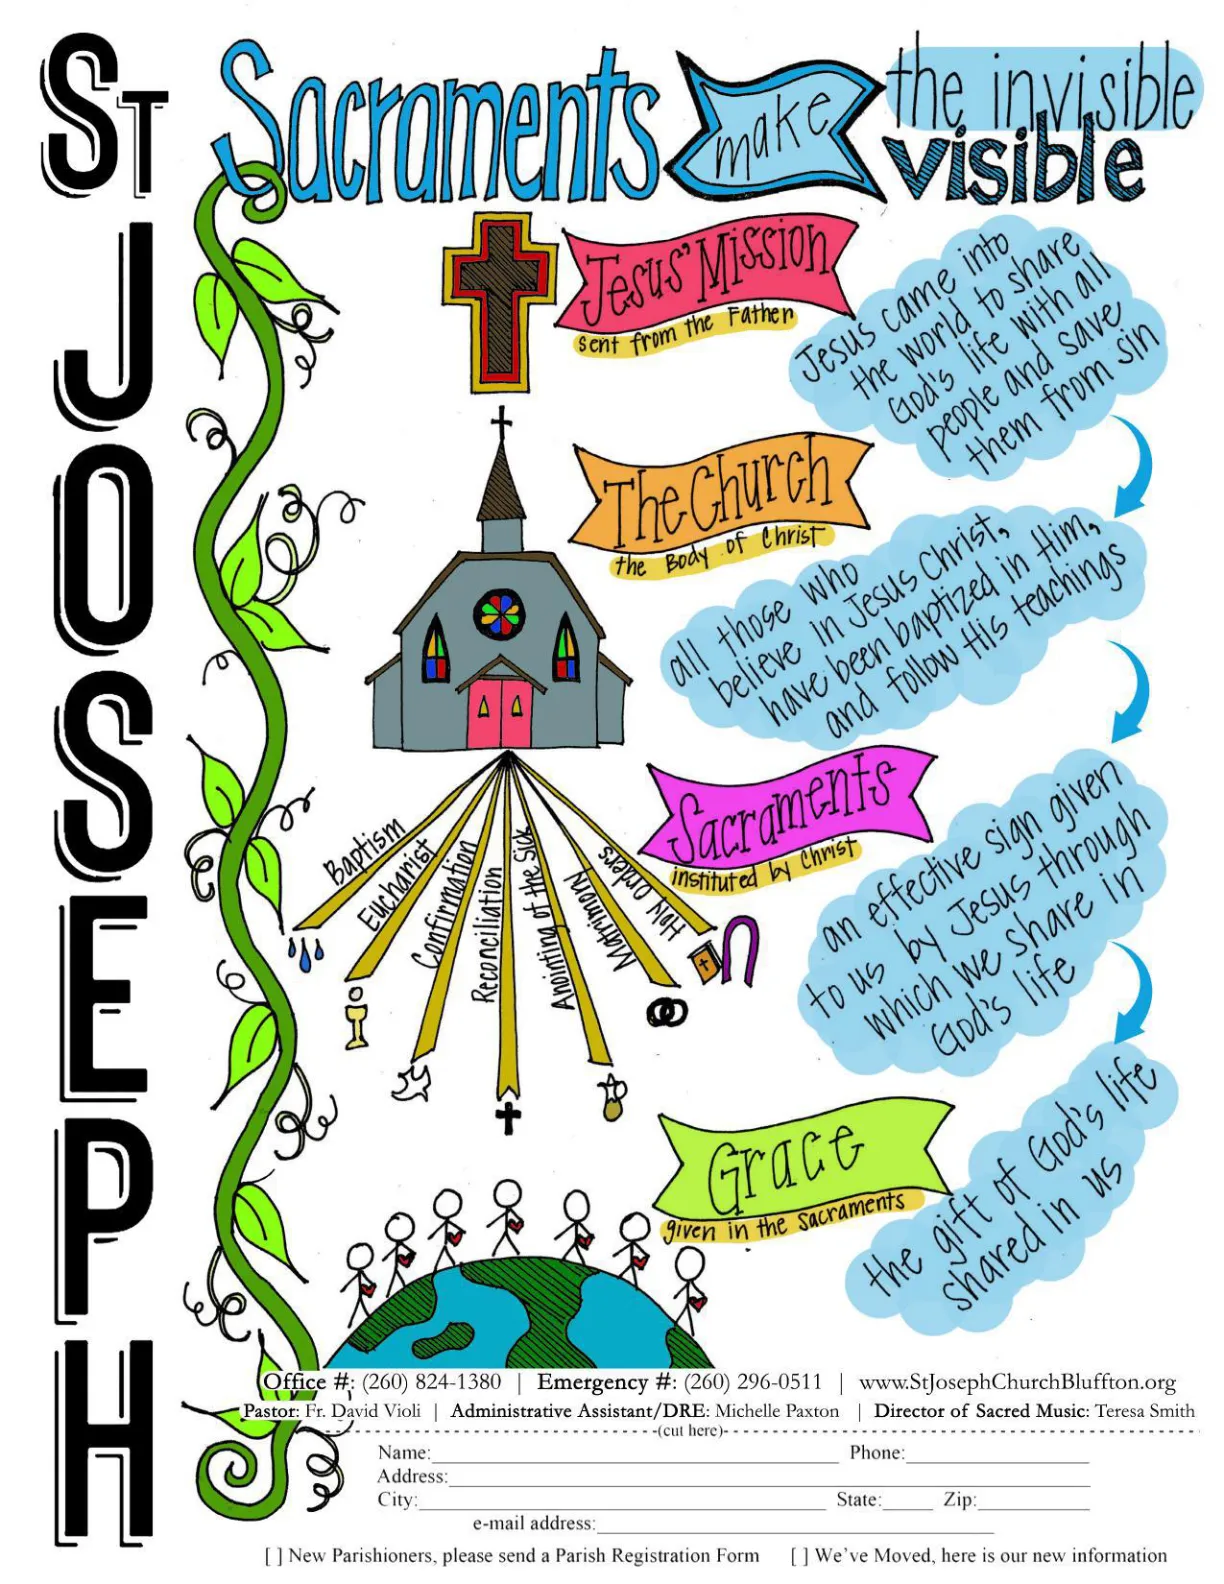 ST JOSEPH
Sacraments make the invisible
visible
Jesus' Mission
sent from the Father
Jesus came into
the world to share
God's life with all
people and save
them from sin
The Church
the Body of Christ
all those who
believe in Jesus Christ,
have been baptized in Him,
and follow His teachings
Sacraments
instituted by Christ
an effective sign given
to us by Jesus through
which we share in
God's life
Baptism
Eucharist
Confirmation
Reconciliation
Anointing of the Sick
Matrimony
Holy Orders
Grace
given in the Sacraments
the gift of God's life
shared in us
Office #: (260) 824-1380 | Emergency #: (260) 296-0511 | www.StJosephChurchBluffton.org
Pastor: Fr. David Violi | Administrative Assistant/DRE: Michelle Paxton | Director of Sacred Music: Teresa Smith
(cut here)
Name: Phone:
Address:
City: State: Zip:
e-mail address:
[ ] New Parishioners, please send a Parish Registration Form [ ] We've Moved, here is our new information